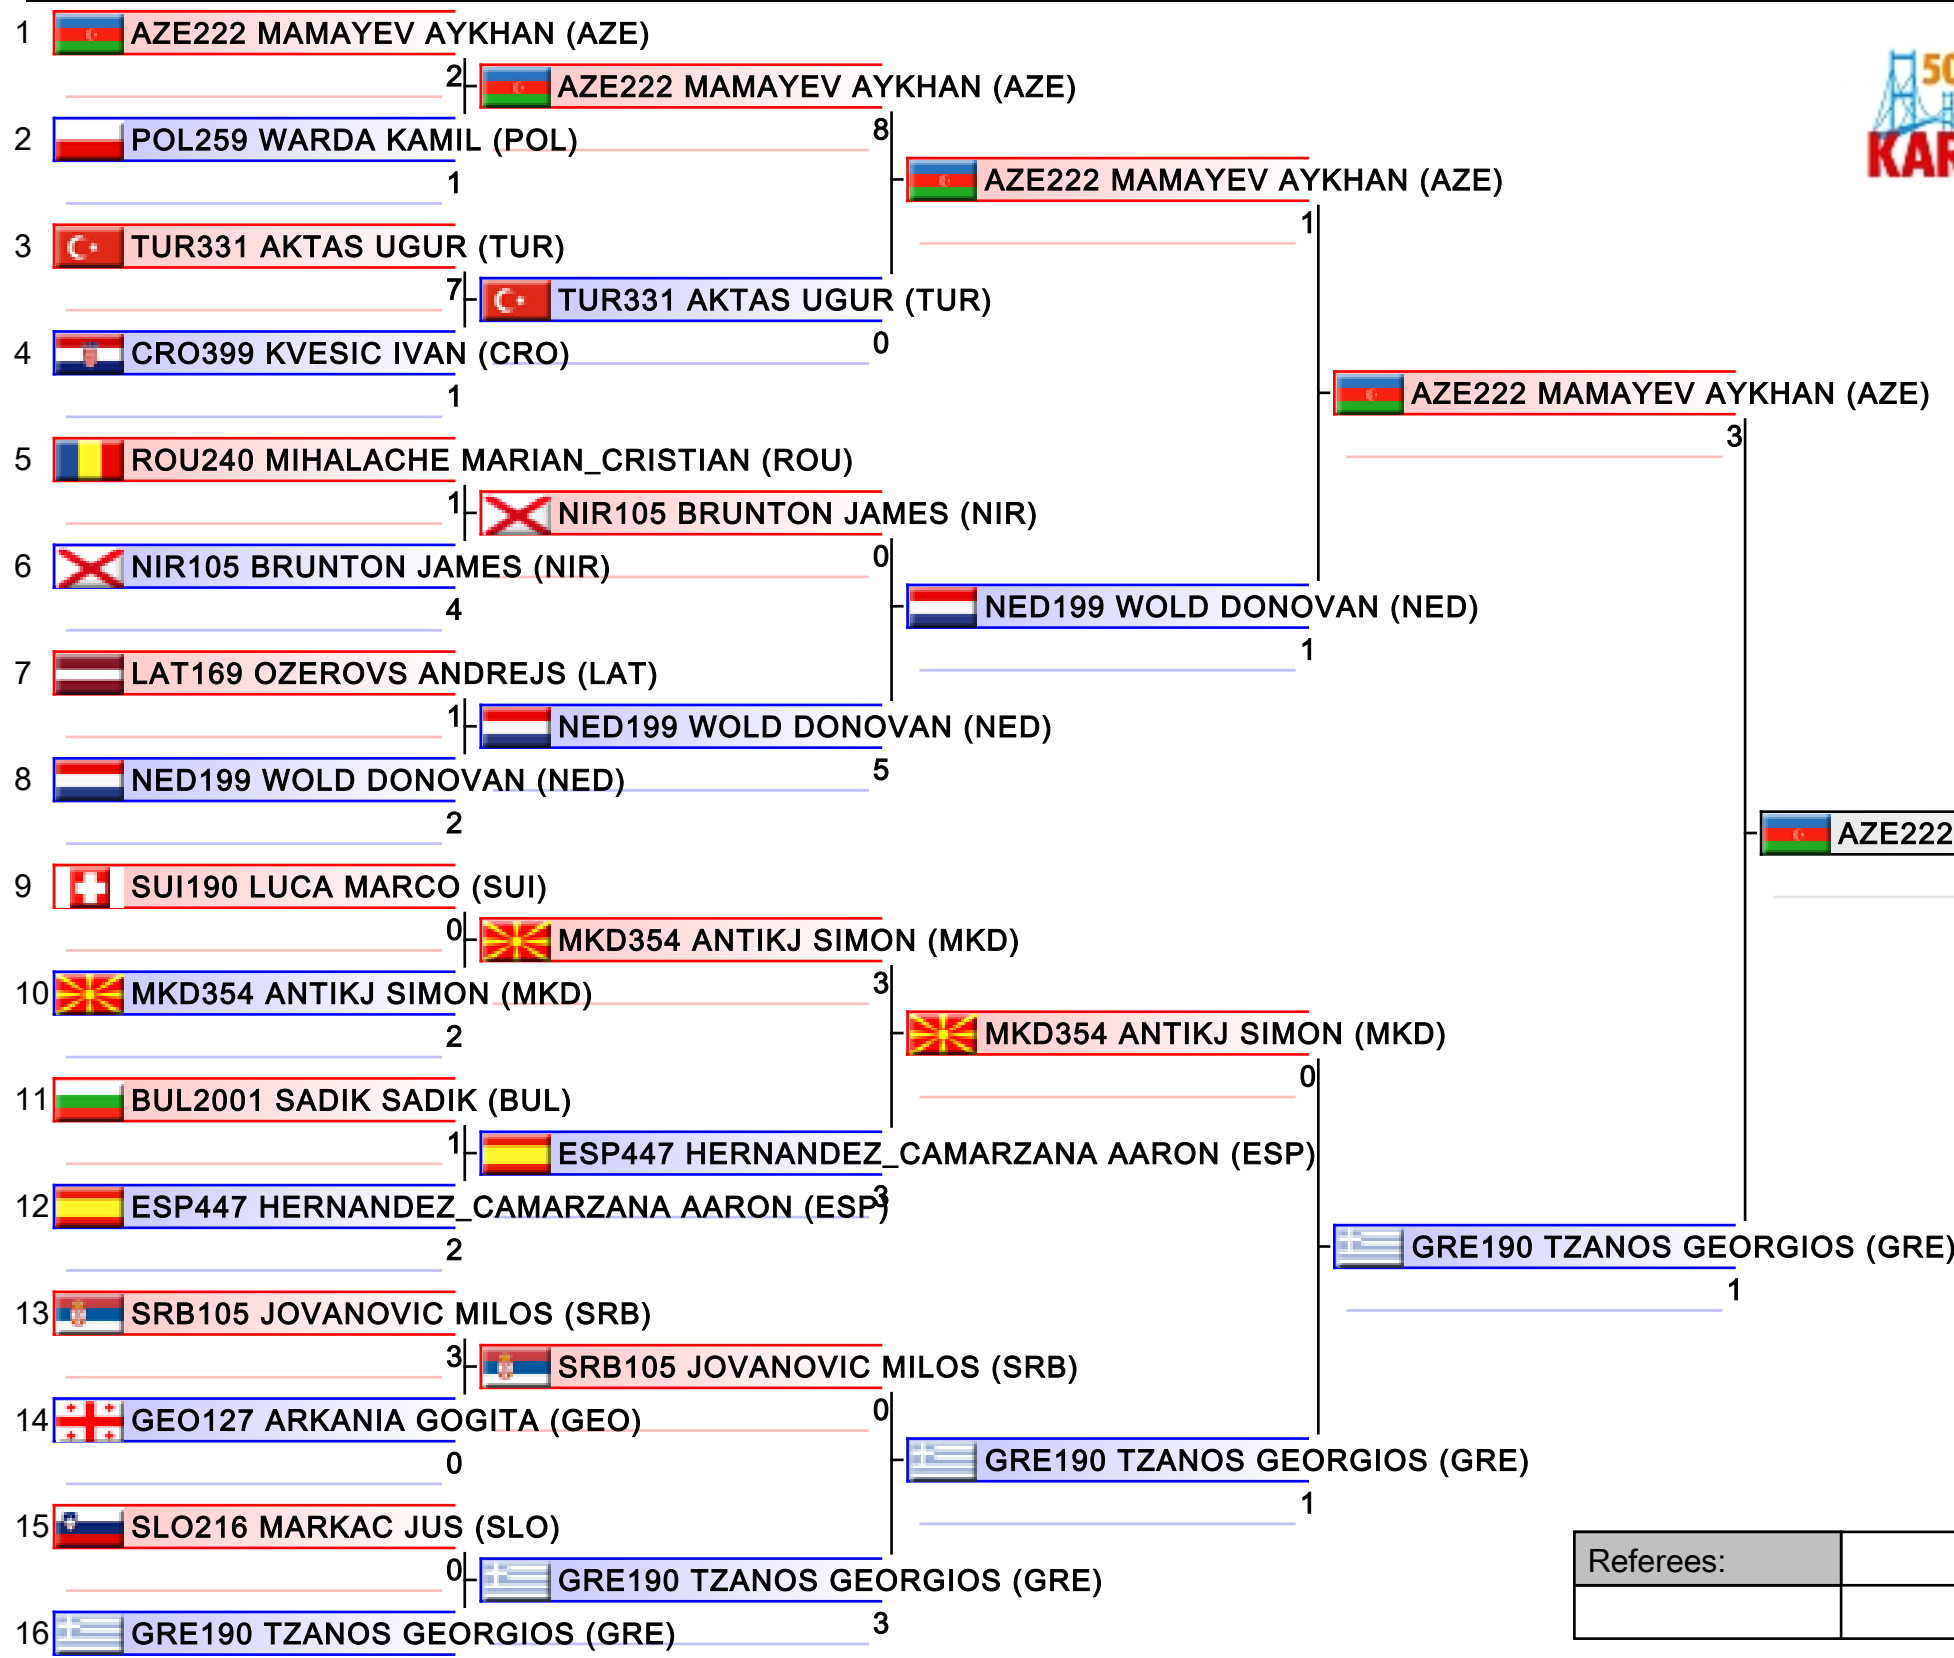 1 AZE222 MAMAYEV AYKHAN (AZE)
2 AZE222 MAMAYEV AYKHAN (AZE)
2 POL259 WARDA KAMIL (POL)
8
1
AZE222 MAMAYEV AYKHAN (AZE)
1
3 TUR331 AKTAS UGUR (TUR)
7 TUR331 AKTAS UGUR (TUR)
0
4 CRO399 KVESIC IVAN (CRO)
1
AZE222 MAMAYEV AYKHAN (AZE)
3
5 ROU240 MIHALACHE MARIAN_CRISTIAN (ROU)
1 NIR105 BRUNTON JAMES (NIR)
0
6 NIR105 BRUNTON JAMES (NIR)
4
NED199 WOLD DONOVAN (NED)
1
7 LAT169 OZEROVS ANDREJS (LAT)
1 NED199 WOLD DONOVAN (NED)
5
8 NED199 WOLD DONOVAN (NED)
2
AZE222
9 SUI190 LUCA MARCO (SUI)
0 MKD354 ANTIKJ SIMON (MKD)
3
10 MKD354 ANTIKJ SIMON (MKD)
2
MKD354 ANTIKJ SIMON (MKD)
0
11 BUL2001 SADIK SADIK (BUL)
1 ESP447 HERNANDEZ_CAMARZANA AARON (ESP)
3
12 ESP447 HERNANDEZ_CAMARZANA AARON (ESP)
2
GRE190 TZANOS GEORGIOS (GRE)
1
13 SRB105 JOVANOVIC MILOS (SRB)
3 SRB105 JOVANOVIC MILOS (SRB)
0
14 GEO127 ARKANIA GOGITA (GEO)
0
GRE190 TZANOS GEORGIOS (GRE)
1
15 SLO216 MARKAC JUS (SLO)
0 GRE190 TZANOS GEORGIOS (GRE)
3
16 GRE190 TZANOS GEORGIOS (GRE)
Referees:
50
KAR